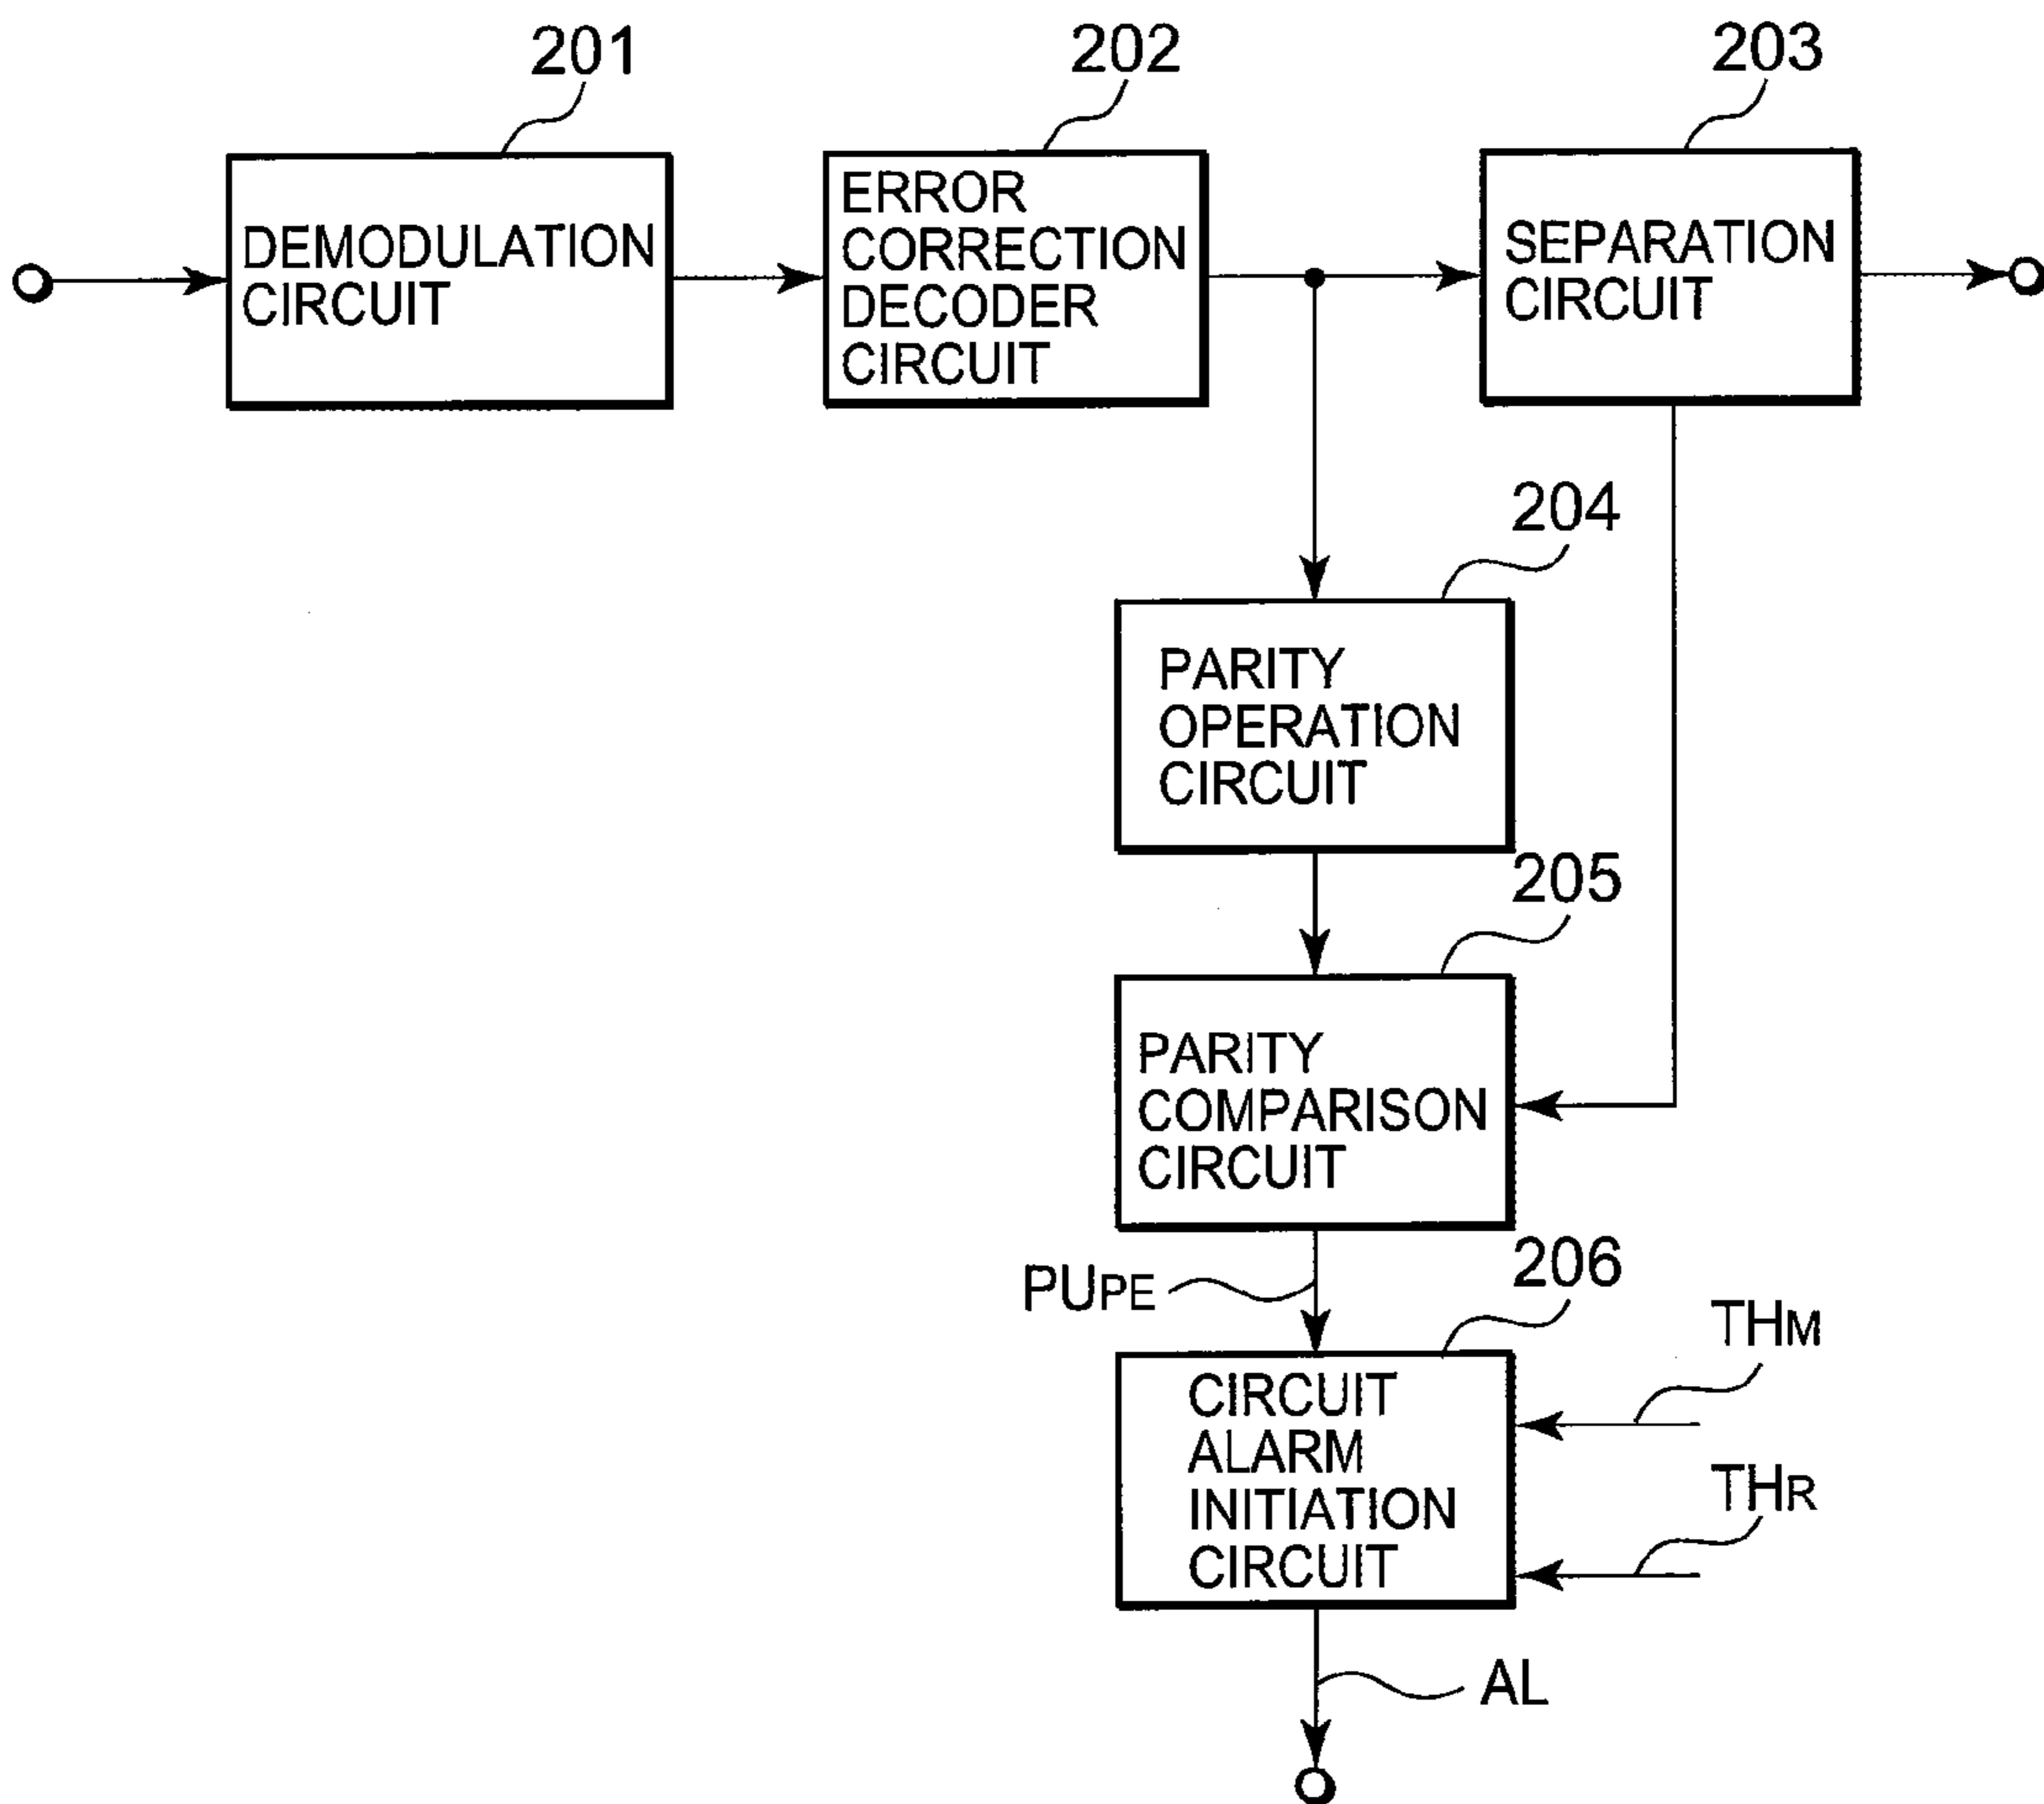 201
202
203
DEMODULATION
CIRCUIT
ERROR
CORRECTION
DECODER
CIRCUIT
SEPARATION
CIRCUIT
204
PARITY
OPERATION
CIRCUIT
205
PARITY
COMPARISON
CIRCUIT
PUPE
206
THM
CIRCUIT
ALARM
INITIATION
CIRCUIT
THR
AL